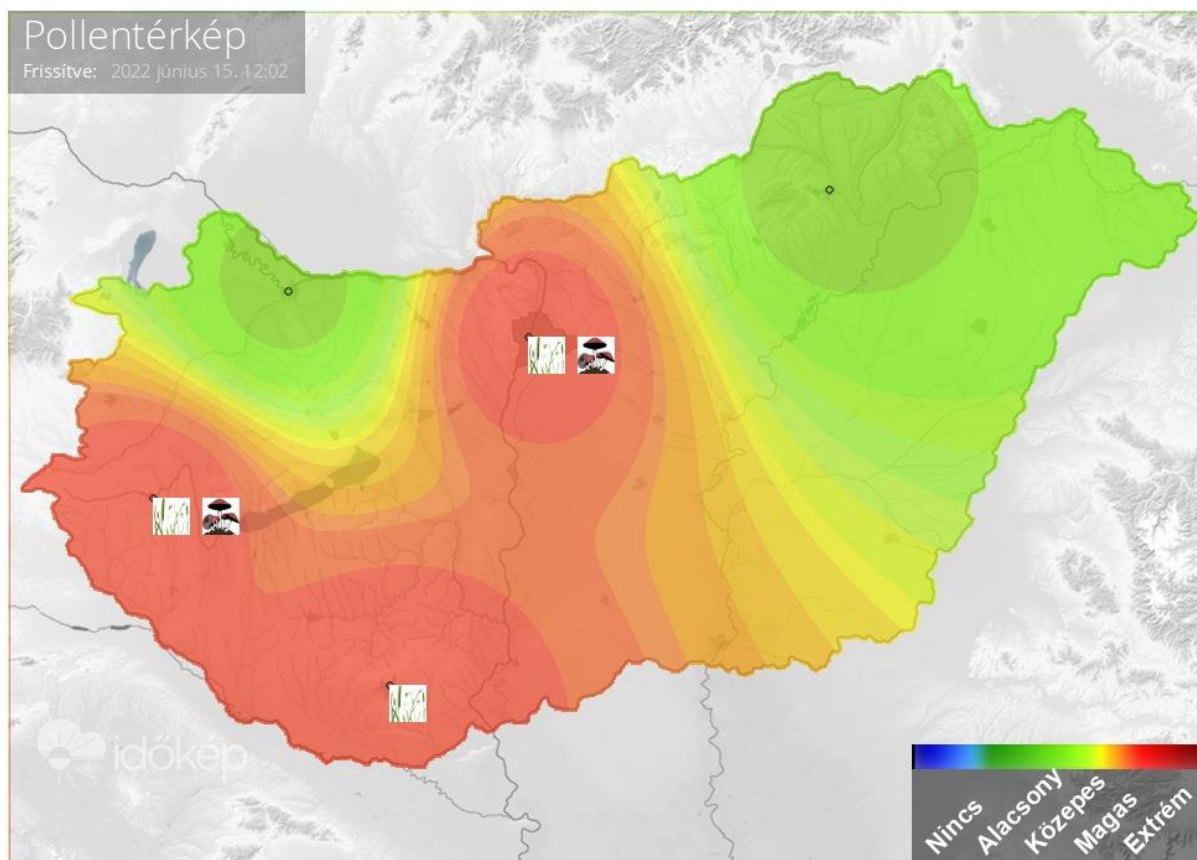 Pollentérkép
Frissítve: 2022 június 15. 12:02
időkép
Nincs
Alacsony
Közepes
Magas
Extrém